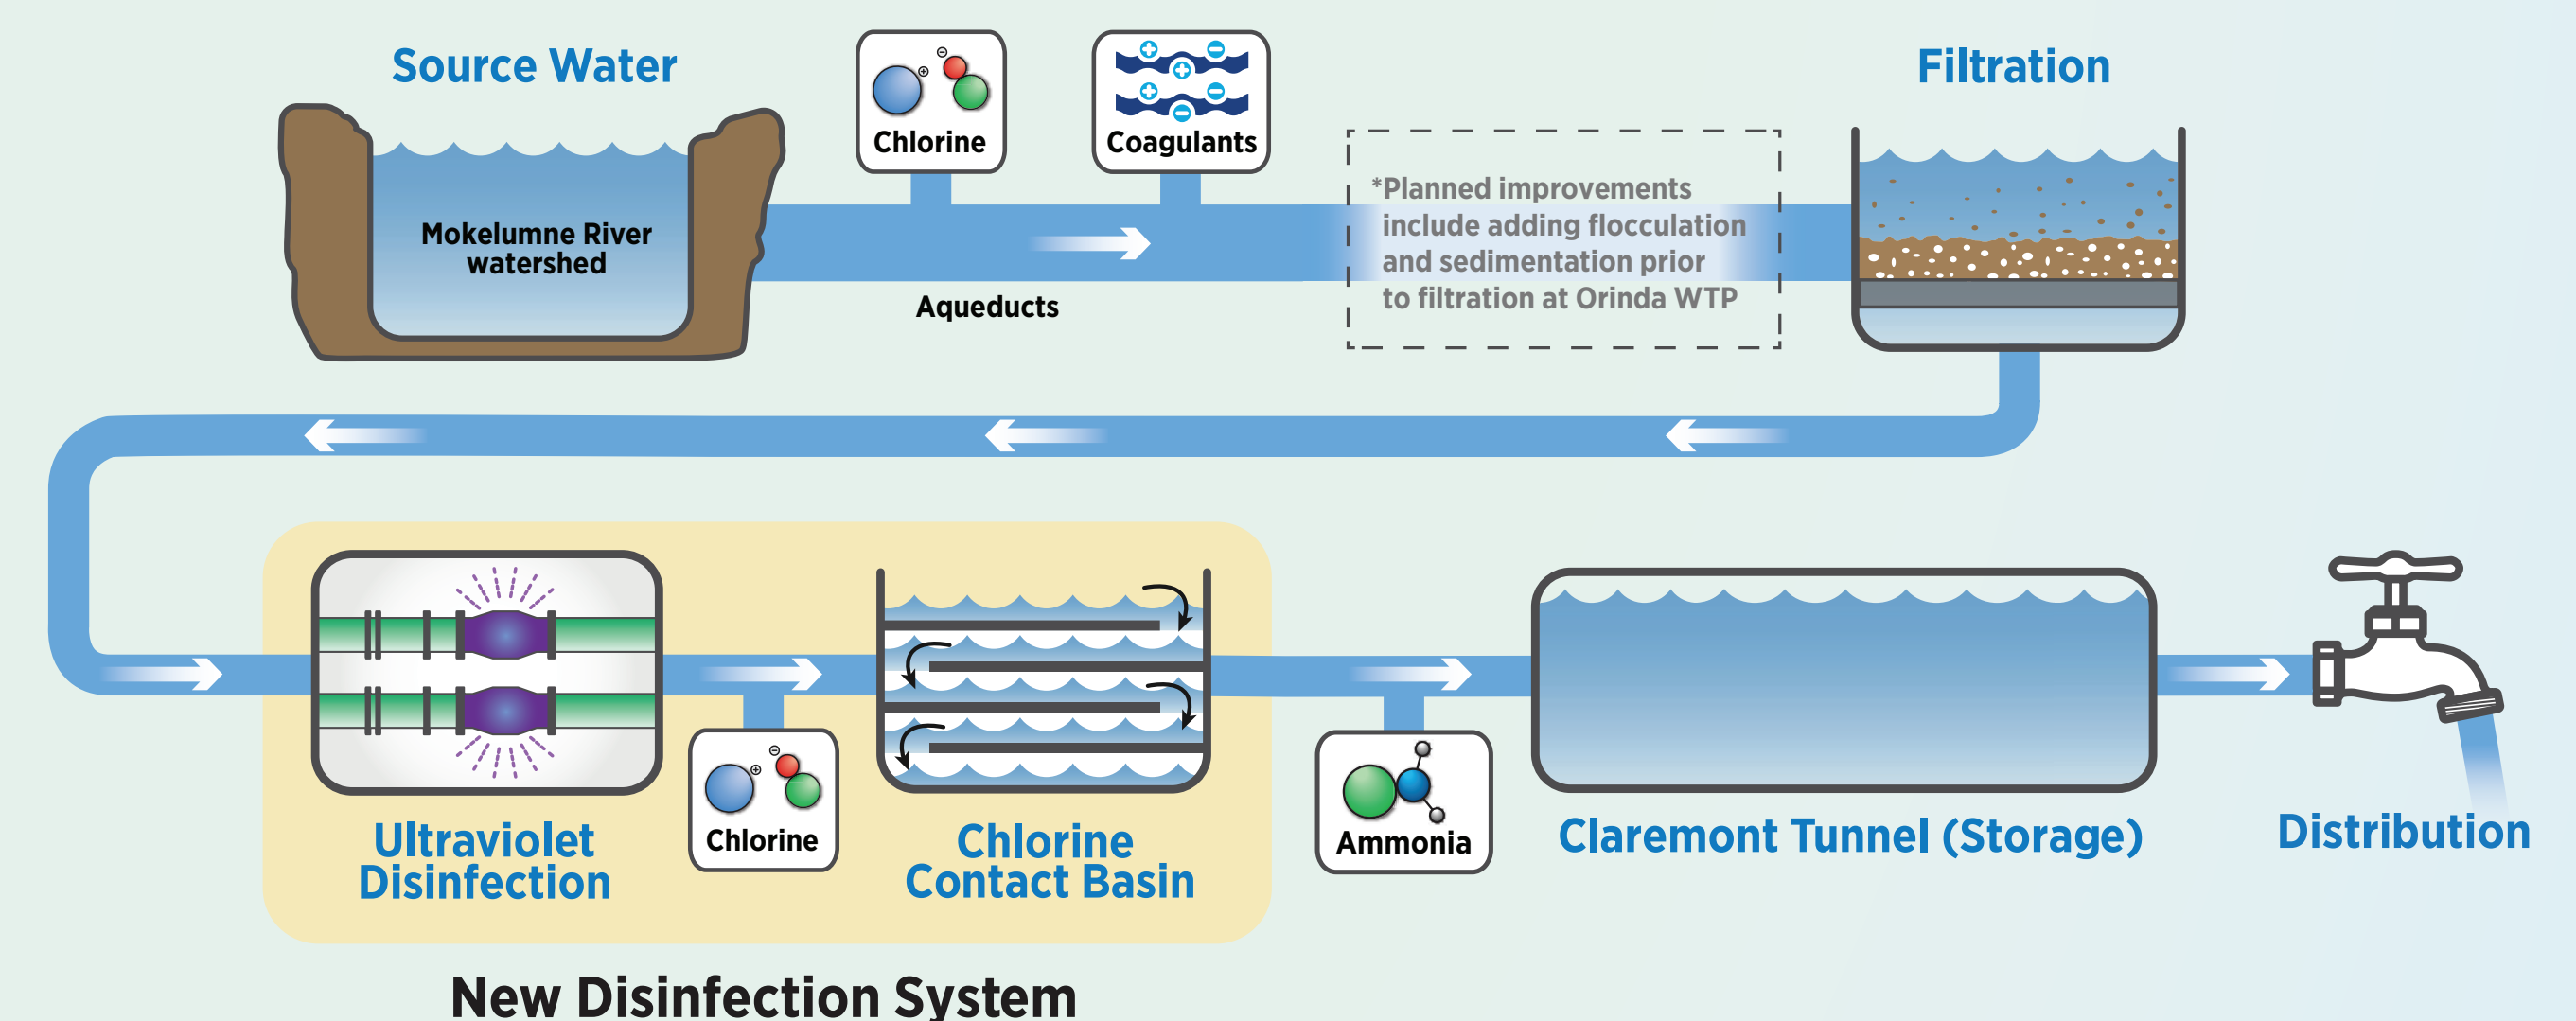 Source Water
Chlorine
Coagulants
Filtration
Mokelumne River
watershed
Aqueducts
*Planned improvements
include adding flocculation
and sedimentation prior
to filtration at Orinda WTP
Ultraviolet
Disinfection
Chlorine
Chlorine
Contact Basin
Ammonia
Claremont Tunnel (Storage)
Distribution
New Disinfection System